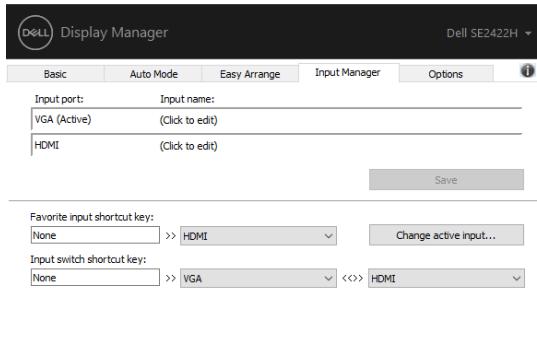 DELL Display Manager Dell SE2422H
Basic Auto Mode Easy Arrange Input Manager Options
Input port: Input name:
VGA (Active) (Click to edit)
HDMI (Click to edit)
Save
Favorite input shortcut key:
None >> HDMI Change active input...
Input switch shortcut key:
None >> VGA <<>> HDMI